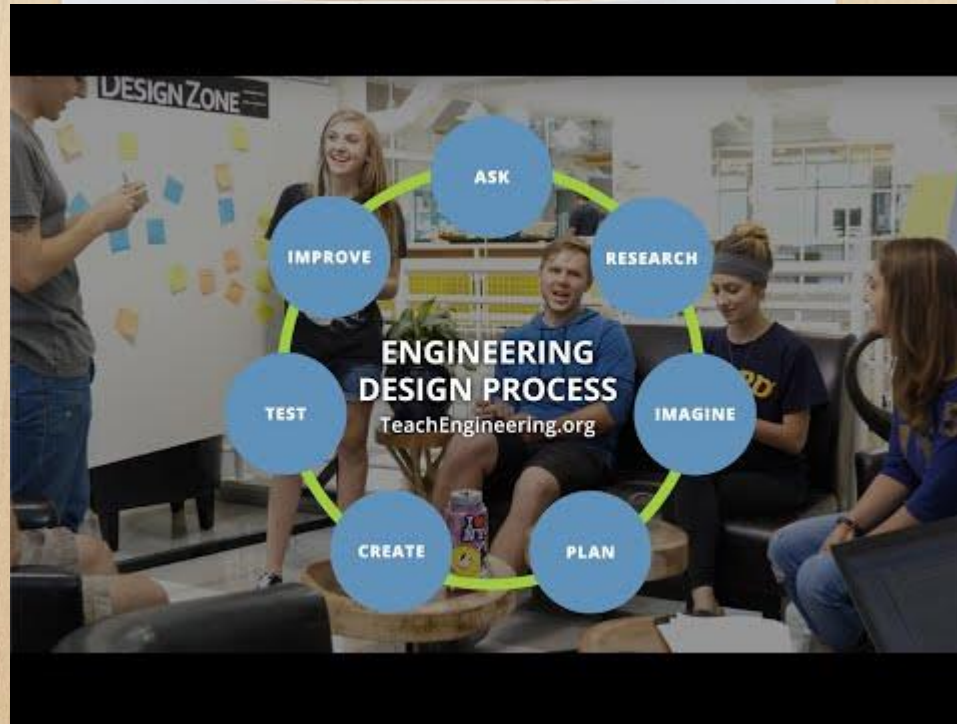 DESIGN ZONE
ASK
RESEARCH
IMAGINE
PLAN
CREATE
TEST
IMPROVE
ENGINEERING
DESIGN PROCESS
TeachEngineering.org